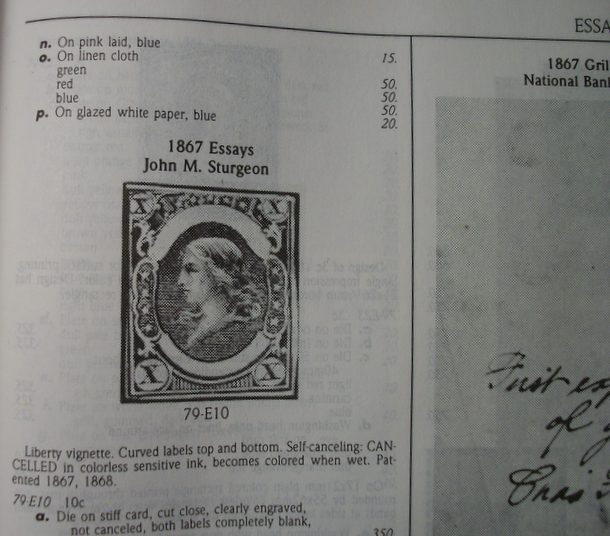 n. On pink laid, blue
o. On linen cloth 15.
green
red 50.
blue 50.
p. On glazed white paper, blue 50.
20.
1867 Essays
John M. Sturgeon
X X
X X
79-E10
Liberty vignette. Curved labels top and bottom. Self-canceling: CAN-
CELLED in colorless sensitive ink, becomes colored when wet. Pat-
ented 1867, 1868.
79-E10 10c
a. Die on stiff card, cut close, clearly engraved,
not canceled, both labels completely blank,
350.
ESSA
1867 Gril
National Bank
First
of
Chas